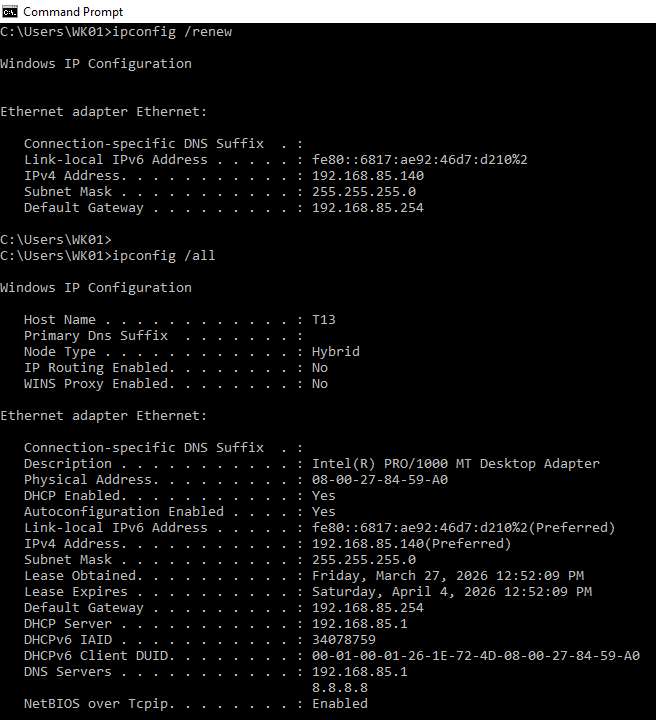 Command Prompt
C:\Users\WK01>ipconfig /renew
Windows IP Configuration
Ethernet adapter Ethernet:
Connection-specific DNS Suffix  . :
Link-local IPv6 Address . . . . . : fe80::6817:ae92:46d7:d210%2
IPv4 Address. . . . . . . . . . . : 192.168.85.140
Subnet Mask . . . . . . . . . . . : 255.255.255.0
Default Gateway . . . . . . . . . : 192.168.85.254
C:\Users\WK01>
C:\Users\WK01>ipconfig /all
Windows IP Configuration
Host Name . . . . . . . . . . . . : T13
Primary Dns Suffix  . . . . . . . :
Node Type . . . . . . . . . . . . : Hybrid
IP Routing Enabled. . . . . . . . : No
WINS Proxy Enabled. . . . . . . . : No
Ethernet adapter Ethernet:
Connection-specific DNS Suffix  . :
Description . . . . . . . . . . . : Intel(R) PRO/1000 MT Desktop Adapter
Physical Address. . . . . . . . . : 08-00-27-84-59-A0
DHCP Enabled. . . . . . . . . . . : Yes
Autoconfiguration Enabled . . . . : Yes
Link-local IPv6 Address . . . . . : fe80::6817:ae92:46d7:d210%2(Preferred)
IPv4 Address. . . . . . . . . . . : 192.168.85.140(Preferred)
Subnet Mask . . . . . . . . . . . : 255.255.255.0
Lease Obtained. . . . . . . . . . : Friday, March 27, 2026 12:52:09 PM
Lease Expires . . . . . . . . . . : Saturday, April 4, 2026 12:52:09 PM
Default Gateway . . . . . . . . . : 192.168.85.254
DHCP Server . . . . . . . . . . . : 192.168.85.1
DHCPv6 IAID . . . . . . . . . . . : 34078759
DHCPv6 Client DUID. . . . . . . . : 00-01-00-01-26-1E-72-4D-08-00-27-84-59-A0
DNS Servers . . . . . . . . . . . : 192.168.85.1
8.8.8.8
NetBIOS over Tcpip. . . . . . . . : Enabled